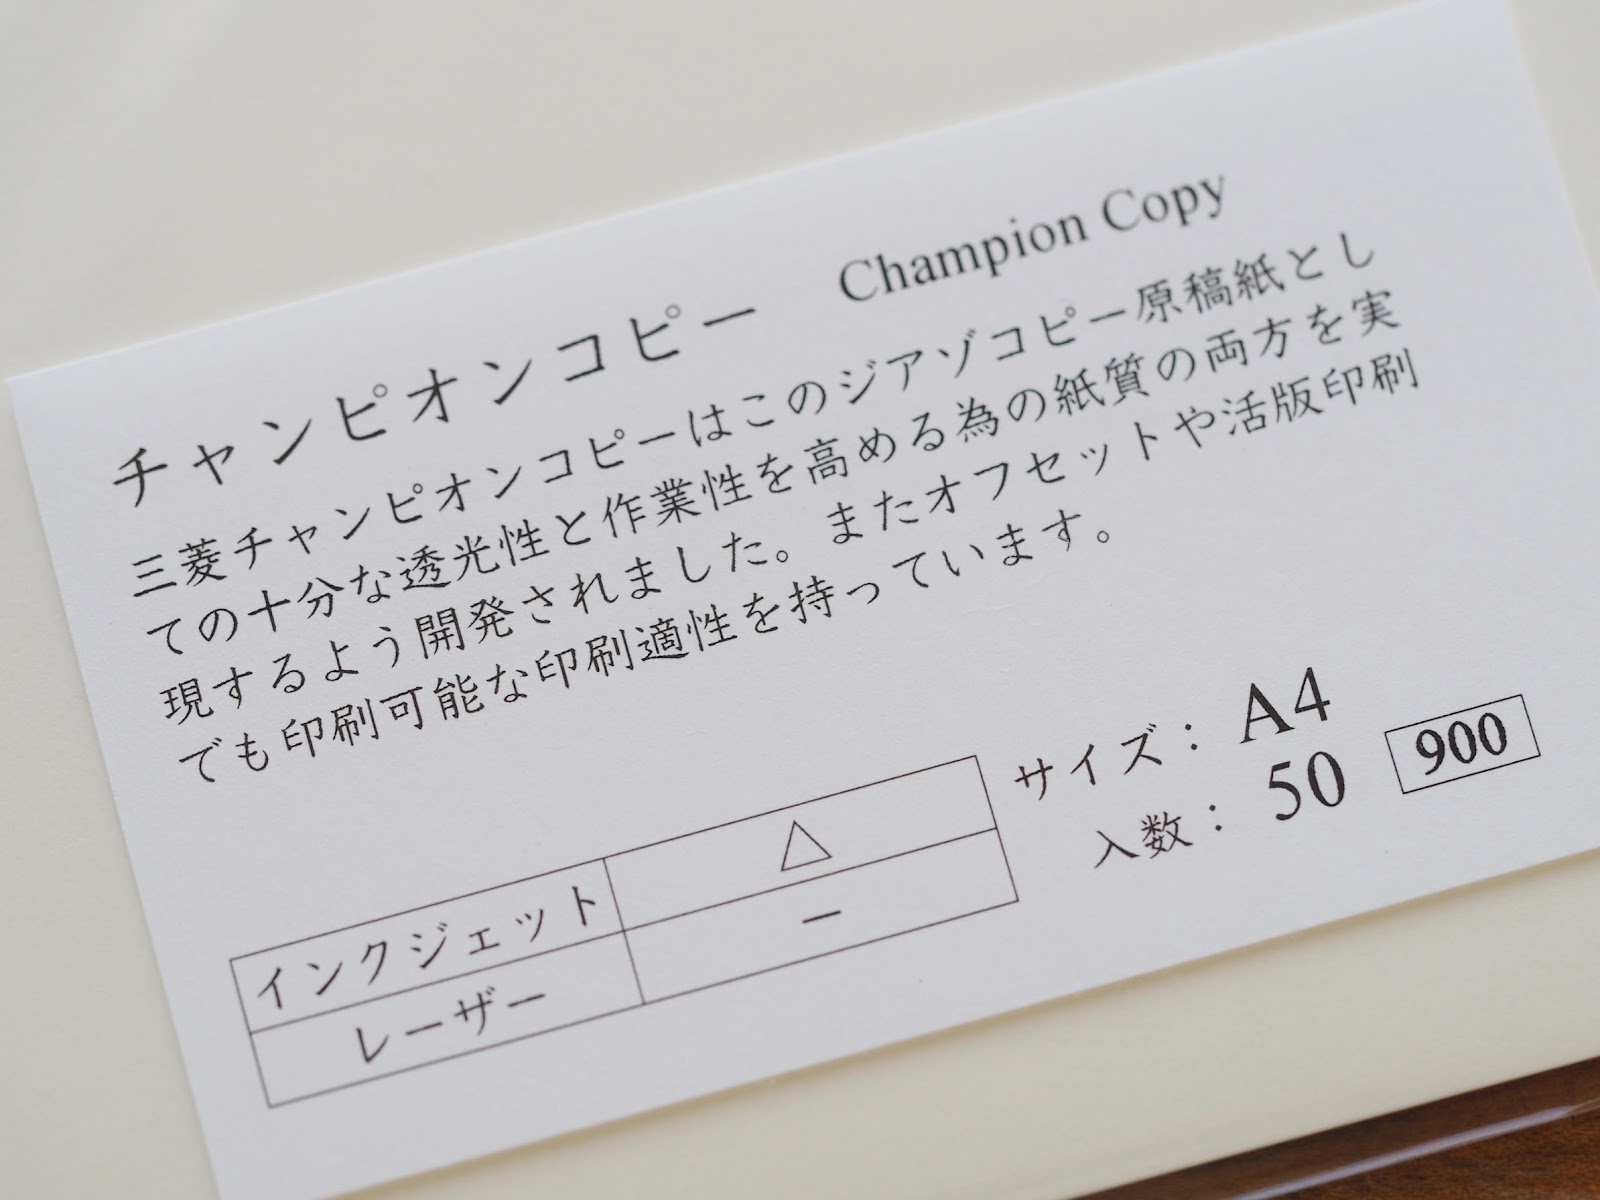 チャンピオンコピー Champion Copy
三菱チャンピオンコピーはこのジアゾコピー原稿紙とし
ての十分な透光性と作業性を高める為の紙質の両方を実
現するよう開発されました。またオフセットや活版印刷
でも印刷可能な印刷適性を持っています。
サイズ： A4
入数： 50 900
インクジェット △
レーザー ー